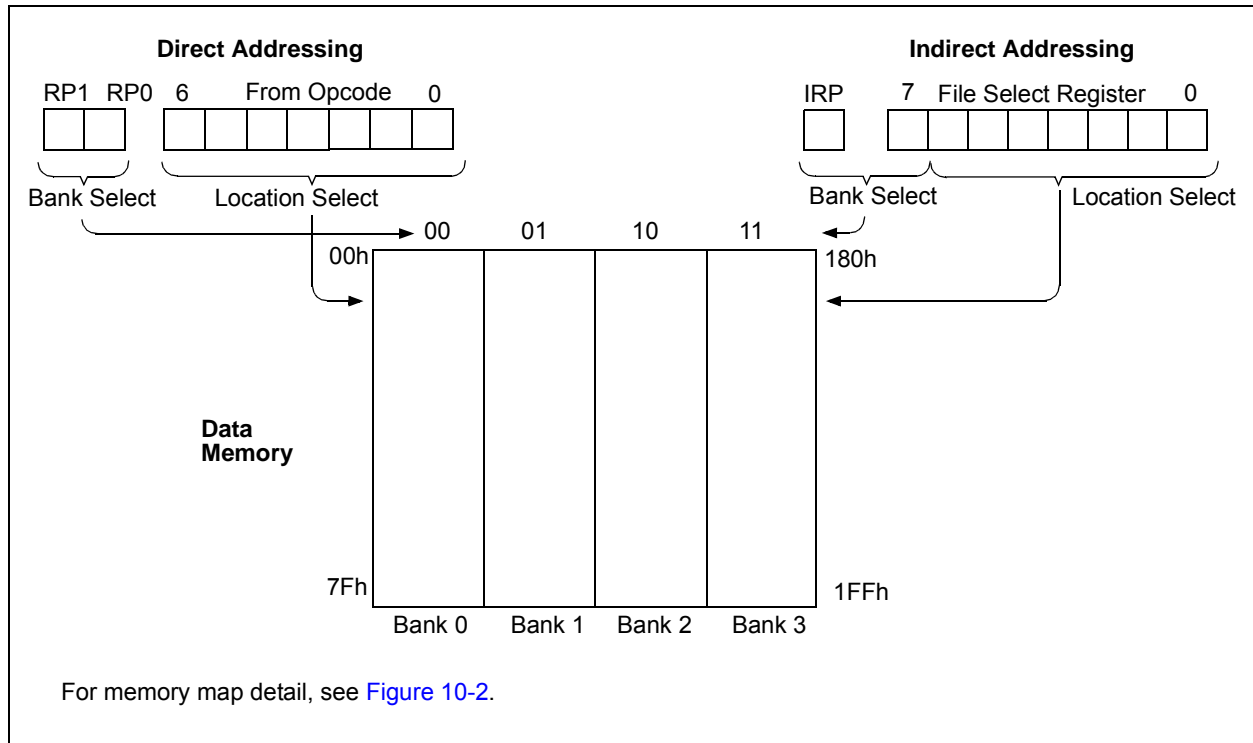 Direct Addressing
Indirect Addressing
RP1 RP0 6 From Opcode 0
IRP 7 File Select Register 0
Bank Select Location Select
Bank Select Location Select
00 01 10 11
00h 180h
Data
Memory
7Fh 1FFh
Bank 0 Bank 1 Bank 2 Bank 3
For memory map detail, see Figure 10-2.